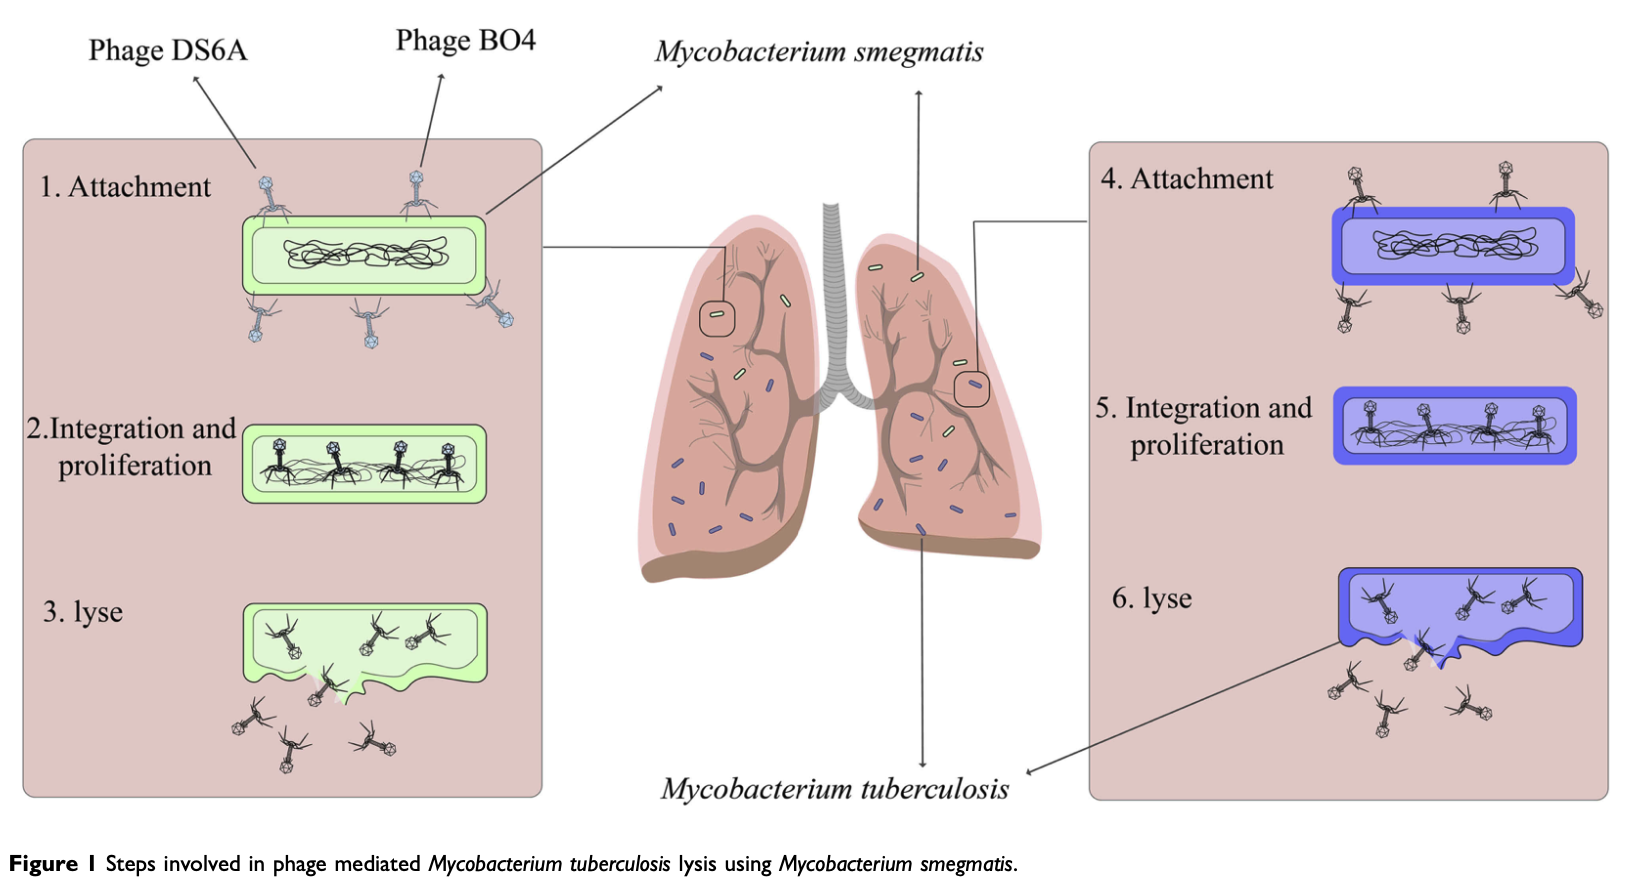 Phage DS6A
Phage BO4
Mycobacterium smegmatis
1. Attachment
2.Integration and
proliferation
3. lyse
4. Attachment
5. Integration and
proliferation
6. lyse
Mycobacterium tuberculosis
Figure 1 Steps involved in phage mediated Mycobacterium tuberculosis lysis using Mycobacterium smegmatis.